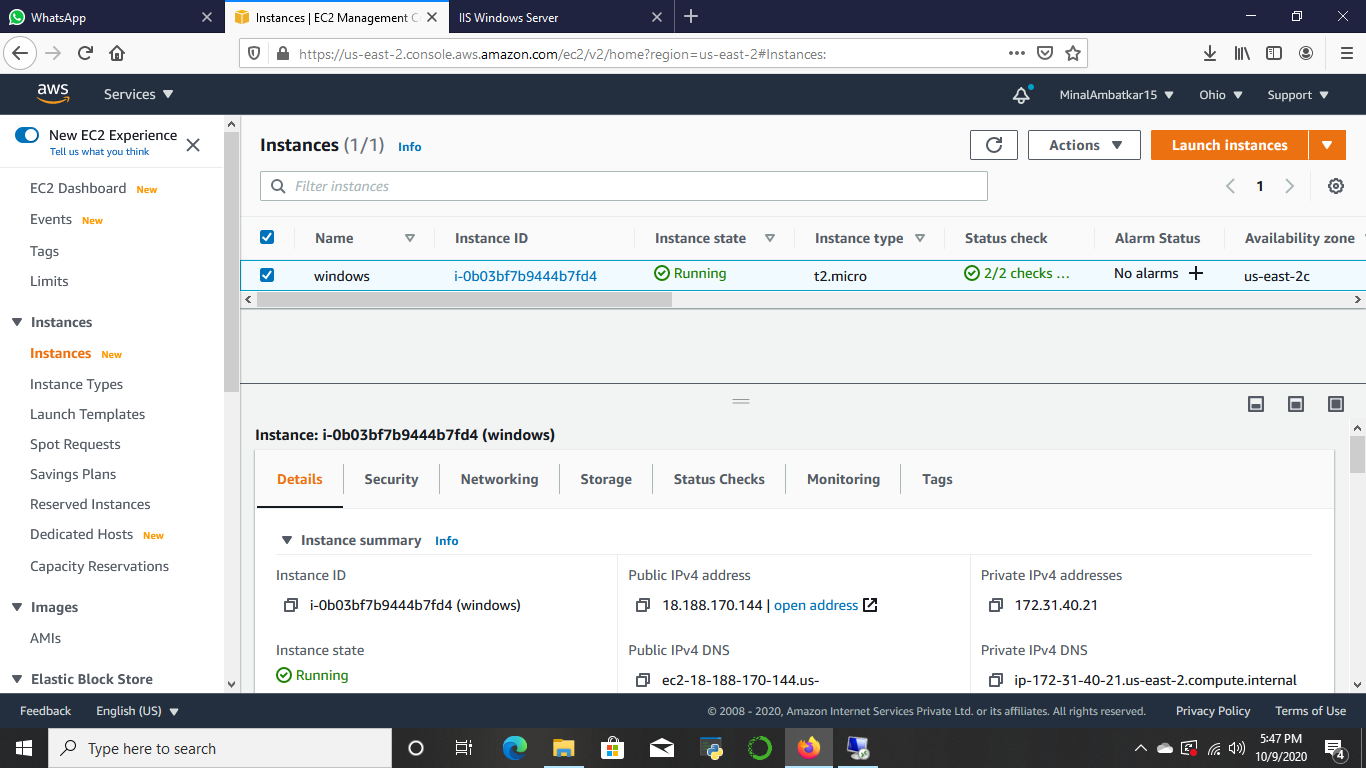 WhatsApp
Instances | EC2 Management C
IIS Windows Server
https://us-east-2.console.aws.amazon.com/ec2/v2/home?region=us-east-2#Instances:
aws
Services
MinalAmbatkar15
Ohio
Support
New EC2 Experience
Tell us what you think
EC2 Dashboard New
Events New
Tags
Limits
Instances
Instances New
Instance Types
Launch Templates
Spot Requests
Savings Plans
Reserved Instances
Dedicated Hosts New
Capacity Reservations
Images
AMIs
Elastic Block Store
Instances (1/1) Info
Actions
Launch instances
Filter instances
1
Name Instance ID Instance state Instance type Status check Alarm Status Availability zone
windows i-0b03bf7b9444b7fd4 Running t2.micro 2/2 checks ... No alarms + us-east-2c
Instance: i-0b03bf7b9444b7fd4 (windows)
Details Security Networking Storage Status Checks Monitoring Tags
Instance summary Info
Instance ID
i-0b03bf7b9444b7fd4 (windows)
Public IPv4 address
18.188.170.144 | open address
Private IPv4 addresses
172.31.40.21
Instance state
Running
Public IPv4 DNS
ec2-18-188-170-144.us-
Private IPv4 DNS
ip-172-31-40-21.us-east-2.compute.internal
Feedback English (US)
© 2008 - 2020, Amazon Internet Services Private Ltd. or its affiliates. All rights reserved. Privacy Policy Terms of Use
Type here to search
5:47 PM
10/9/2020
4